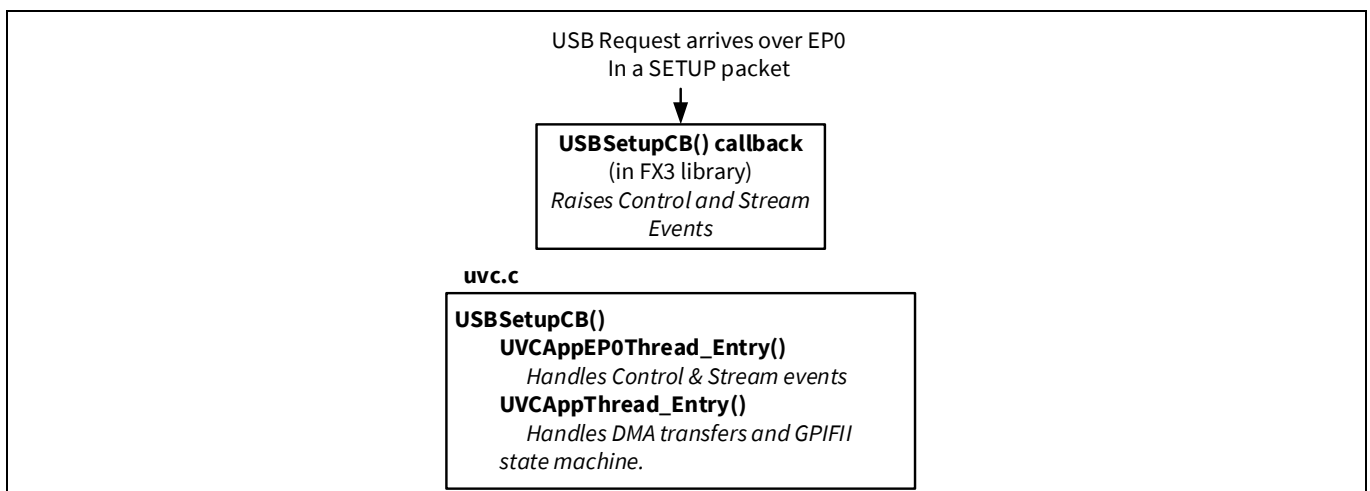 USB Request arrives over EP0
In a SETUP packet
USBSetupCB() callback
(in FX3 library)
Raises Control and Stream
Events
uvc.c
USBSetupCB()
UVCAppEP0Thread_Entry()
Handles Control & Stream events
UVCAppThread_Entry()
Handles DMA transfers and GPIFII
state machine.